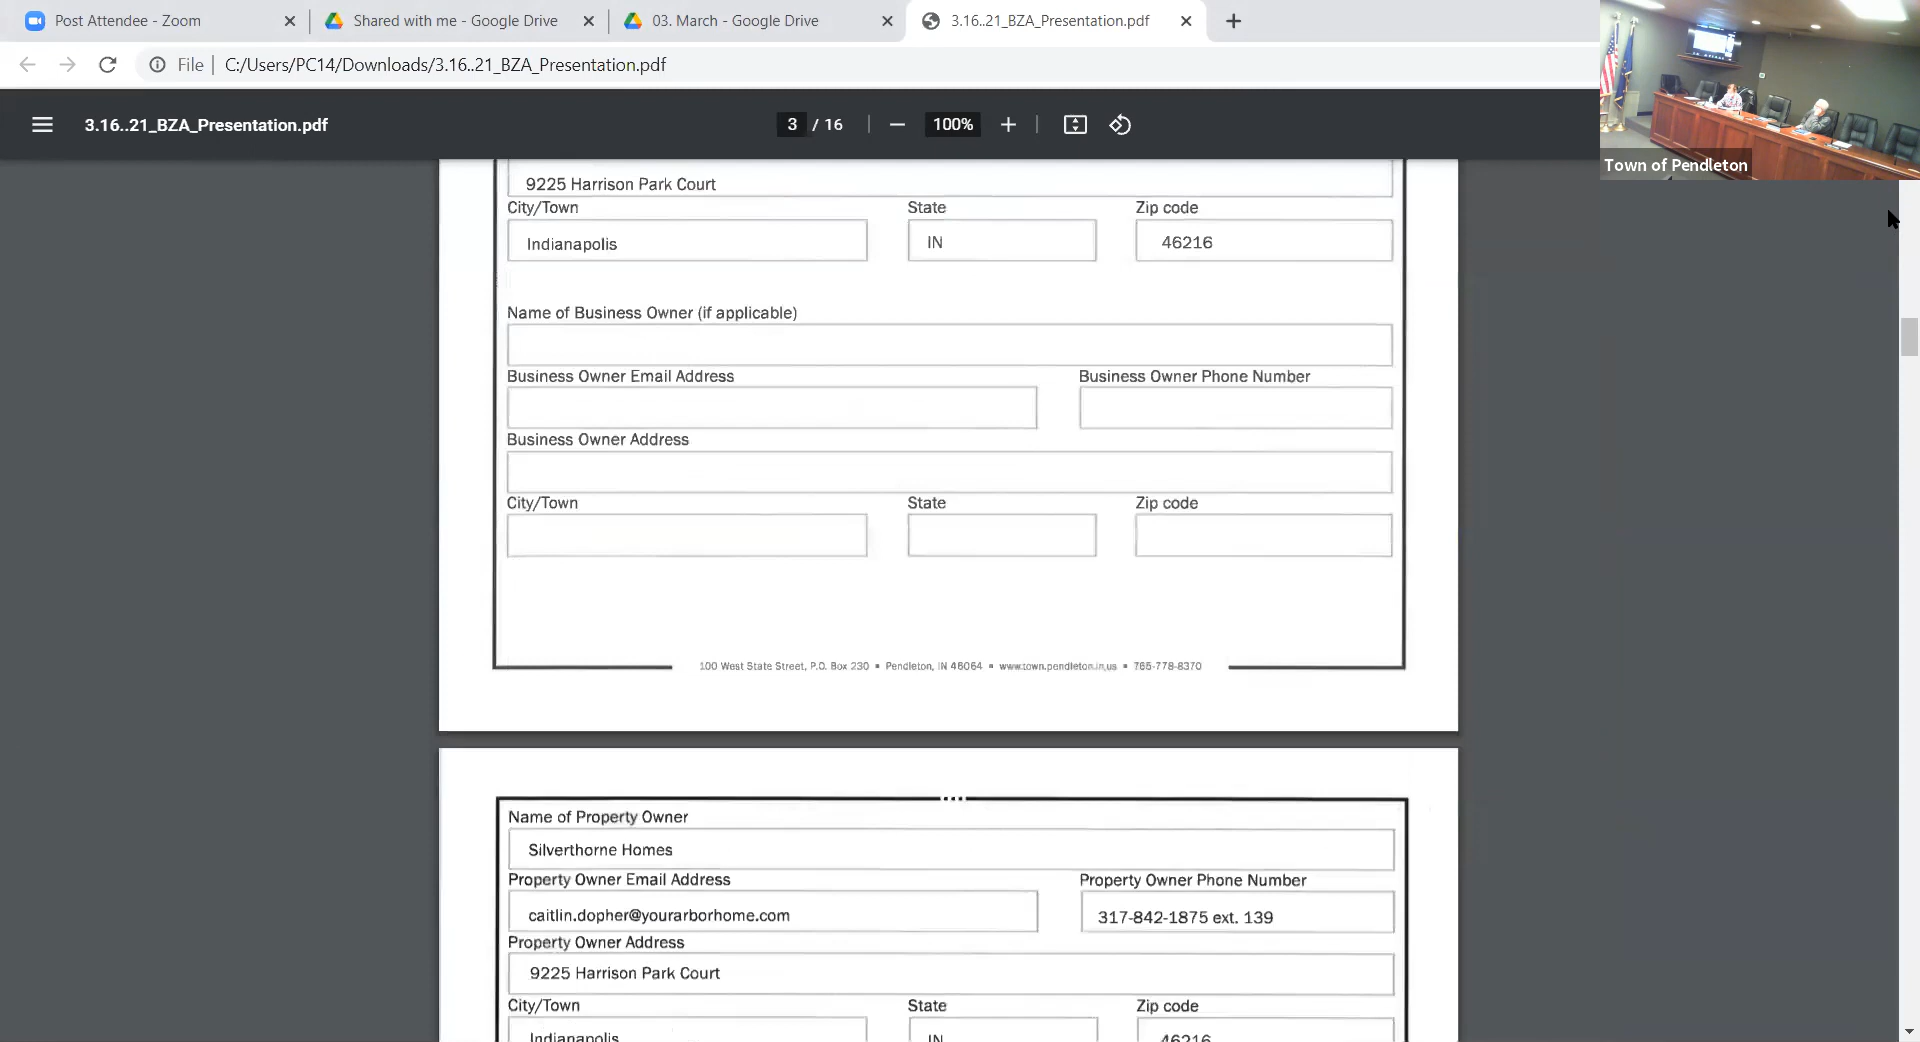 Post Attendee - Zoom
Shared with me - Google Drive
03. March - Google Drive
3.16..21_BZA_Presentation.pdf
File
C:/Users/PC14/Downloads/3.16..21_BZA_Presentation.pdf
3.16..21_BZA_Presentation.pdf
3 / 16
100%
Town of Pendleton
9225 Harrison Park Court
City/Town State Zip code
Indianapolis IN 46216
Name of Business Owner (if applicable)
Business Owner Email Address Business Owner Phone Number
Business Owner Address
City/Town State Zip code
100 West State Street, P.O. Box 230 ▪ Pendleton, IN 46064 ▪ www.town.pendleton.in.us ▪ 765-778-8370
Name of Property Owner
Silverthorne Homes
Property Owner Email Address Property Owner Phone Number
caitlin.dopher@yourarborhome.com 317-842-1875 ext. 139
Property Owner Address
9225 Harrison Park Court
City/Town State Zip code
Indianapolis IN 46216